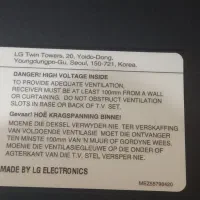 LG Twin Towers, 20, Yoido-Dong,
Youngdungpo-Gu, Seoul, 150-721, Korea.
DANGER! HIGH VOLTAGE INSIDE
TO PROVIDE ADEQUATE VENTILATION,
RECEIVER MUST BE AT LEAST 100mm FROM A WALL
OR CURTAINING. DO NOT OBSTRUCT VENTILATION
SLOTS IN BASE OR BACK OF T.V. SET.
Gevaar! HOË KRAGSPANNING BINNE!
MOENIE DIE DEKSEL VERWYDER NIE. TER VERSKAFFING
VAN VOLDOENDE VENTILASIE MOET DIE ONTVANGER
TEN MINSTE 100mm VAN 'N MUUR OF GORDYNE WEES.
MOENIE DIE VENTILASIEGLEUWE OP DIE ONDER OF
AGTERKANT VAN DIE T.V. STEL VERSPER NIE.
MADE BY LG ELECTRONICS